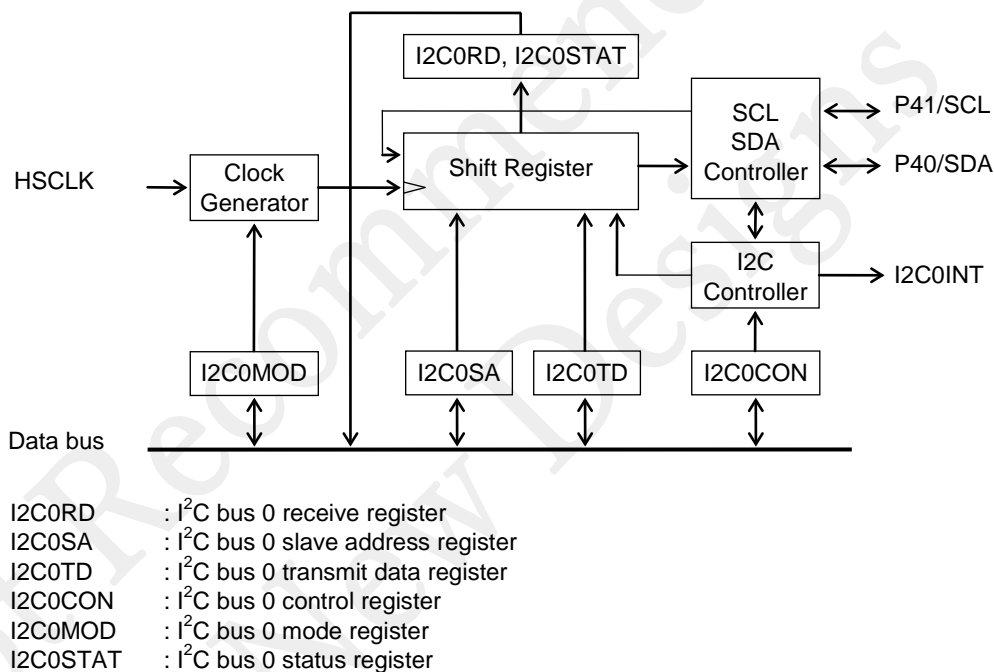 I2C0RD, I2C0STAT
SCL
SDA
Controller
P41/SCL
P40/SDA
HSCLK
Clock
Generator
Shift Register
I2C
Controller
I2C0INT
I2C0MOD
I2C0SA
I2C0TD
I2C0CON
Data bus
I2C0RD : I²C bus 0 receive register
I2C0SA : I²C bus 0 slave address register
I2C0TD : I²C bus 0 transmit data register
I2C0CON : I²C bus 0 control register
I2C0MOD : I²C bus 0 mode register
I2C0STAT : I²C bus 0 status register
New Designs